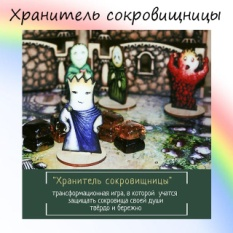 Хранитель сокровищницы
"Хранитель сокровищницы"
трансформационная игра, в которой учатся
защищать сокровища своей души
твёрдо и бережно